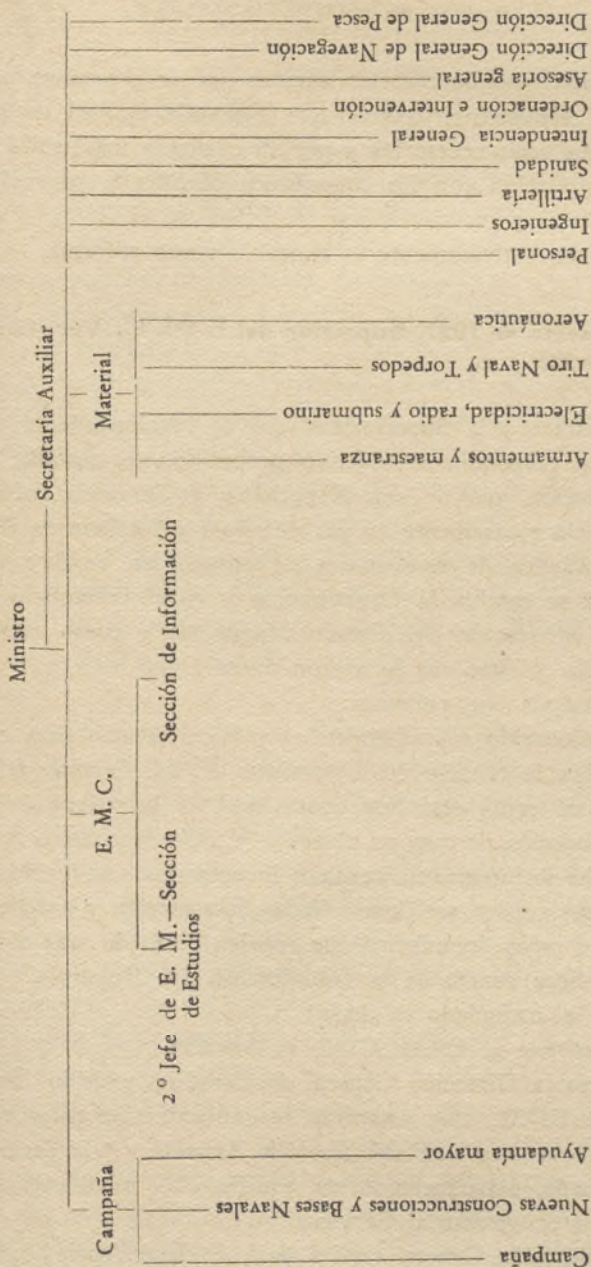 Ministro
Secretaría Auxiliar
Campaña
E. M. C.
Material
2º Jefe de E. M.—Sección
de Estudios
Sección de Información
Campaña
Nuevas Construcciones y Bases Navales
Ayudantía mayor
Armamentos y maestranza
Electricidad, radio y submarino
Tiro Naval y Torpedos
Aeronáutica
Personal
Ingenieros
Artillería
Sanidad
Intendencia General
Ordenación e Intervención
Asesoría general
Dirección General de Navegación
Dirección General de Pesca